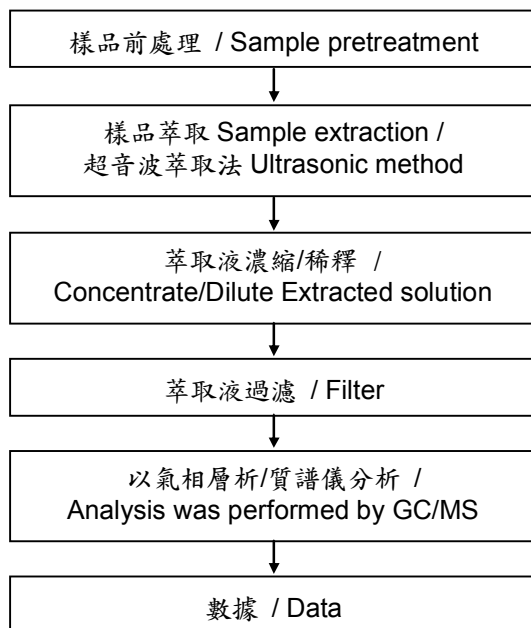 樣品前處理 / Sample pretreatment
樣品萃取 Sample extraction /
超音波萃取法 Ultrasonic method
萃取液濃縮/稀釋 /
Concentrate/Dilute Extracted solution
萃取液過濾 / Filter
以氣相層析/質譜儀分析 /
Analysis was performed by GC/MS
數據 / Data